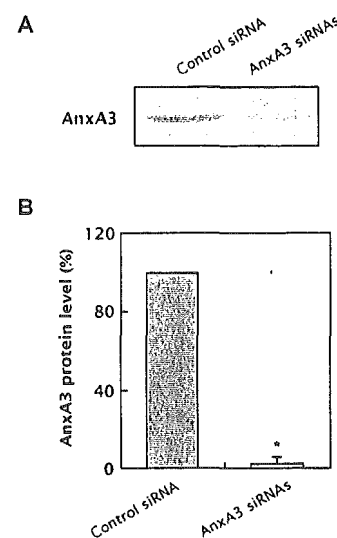 A
Control siRNA
AnxA3 siRNAs
AnxA3
B
120
80
40
0
AnxA3 protein level (%)
*
Control siRNA
AnxA3 siRNAs